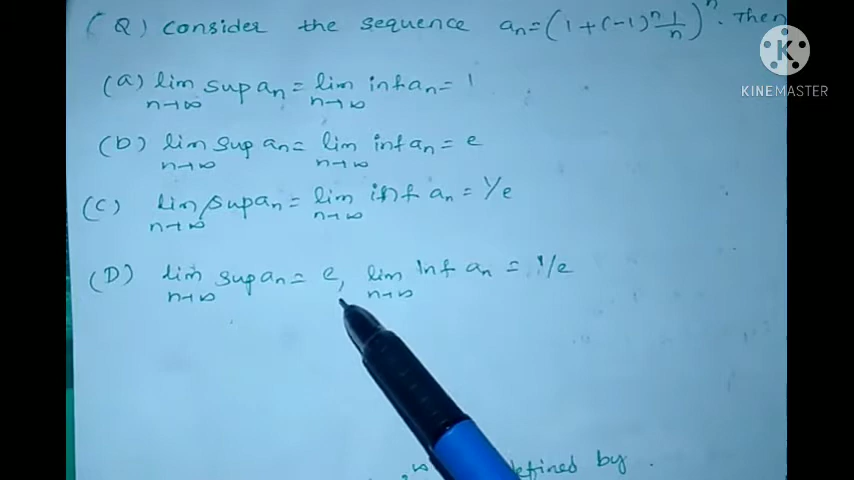 (Q) Consider the sequence aₙ = (1+(-1)ⁿ 1/n)ⁿ. Then
KINEMASTER
(a) lim n→∞ sup aₙ = lim n→∞ inf aₙ = 1
(b) lim n→∞ sup aₙ = lim n→∞ inf aₙ = e
(C) lim n→∞ sup aₙ = lim n→∞ inf aₙ = 1/e
(D) lim n→∞ sup aₙ = e, lim n→∞ inf aₙ = 1/e
defined by.